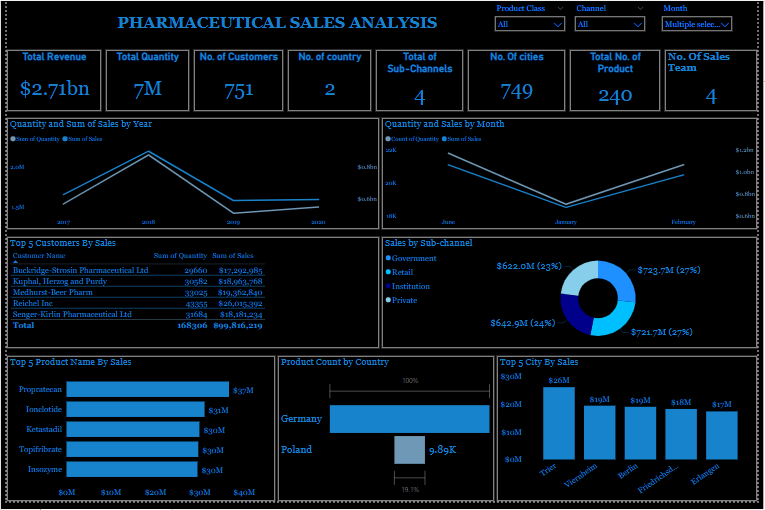 PHARMACEUTICAL SALES ANALYSIS
Product Class
All
Channel
All
Month
Multiple selec...
Total Revenue
$2.71bn
Total Quantity
7M
No. of Customers
751
No. of country
2
Total of
Sub-Channels
4
No. Of cities
749
Total No. of
Product
240
No. Of Sales
Team
4
Quantity and Sum of Sales by Year
Sum of Quantity Sum of Sales
2.0M
1.5M
$0.8bn
$0.6bn
2017 2018 2019 2020
Quantity and Sales by Month
Count of Quantity Sum of Sales
22K
20K
18K
$1.2bn
$1.0bn
$0.8bn
$0.6bn
June January February
Top 5 Customers By Sales
Customer Name Sum of Quantity Sum of Sales
Buckridge-Strosin Pharmaceutical Ltd 29660 $17,292,985
Kuphal, Herzog and Purdy 30582 $18,963,768
Medhurst-Beer Pharm 33025 $19,362,840
Reichel Inc 43355 $26,015,392
Senger-Kirlin Pharmaceutical Ltd 31684 $18,181,234
Total 168306 $99,816,219
Sales by Sub-channel
Government
Retail
Institution
Private
$622.0M (23%)
$723.7M (27%)
$642.9M (24%)
$721.7M (27%)
Top 5 Product Name By Sales
Propratecan $37M
Ionclotide $31M
Ketastadil $30M
Topifribrate $30M
Insozyme $30M
$0M $10M $20M $30M $40M
Product Count by Country
100%
Germany
Poland 9.89K
19.1%
Top 5 City By Sales
$30M
$20M
$10M
$0M
$26M
$19M
$19M
$18M
$17M
Trier
Viernheim
Berlin
Friedrichsd...
Erlangen